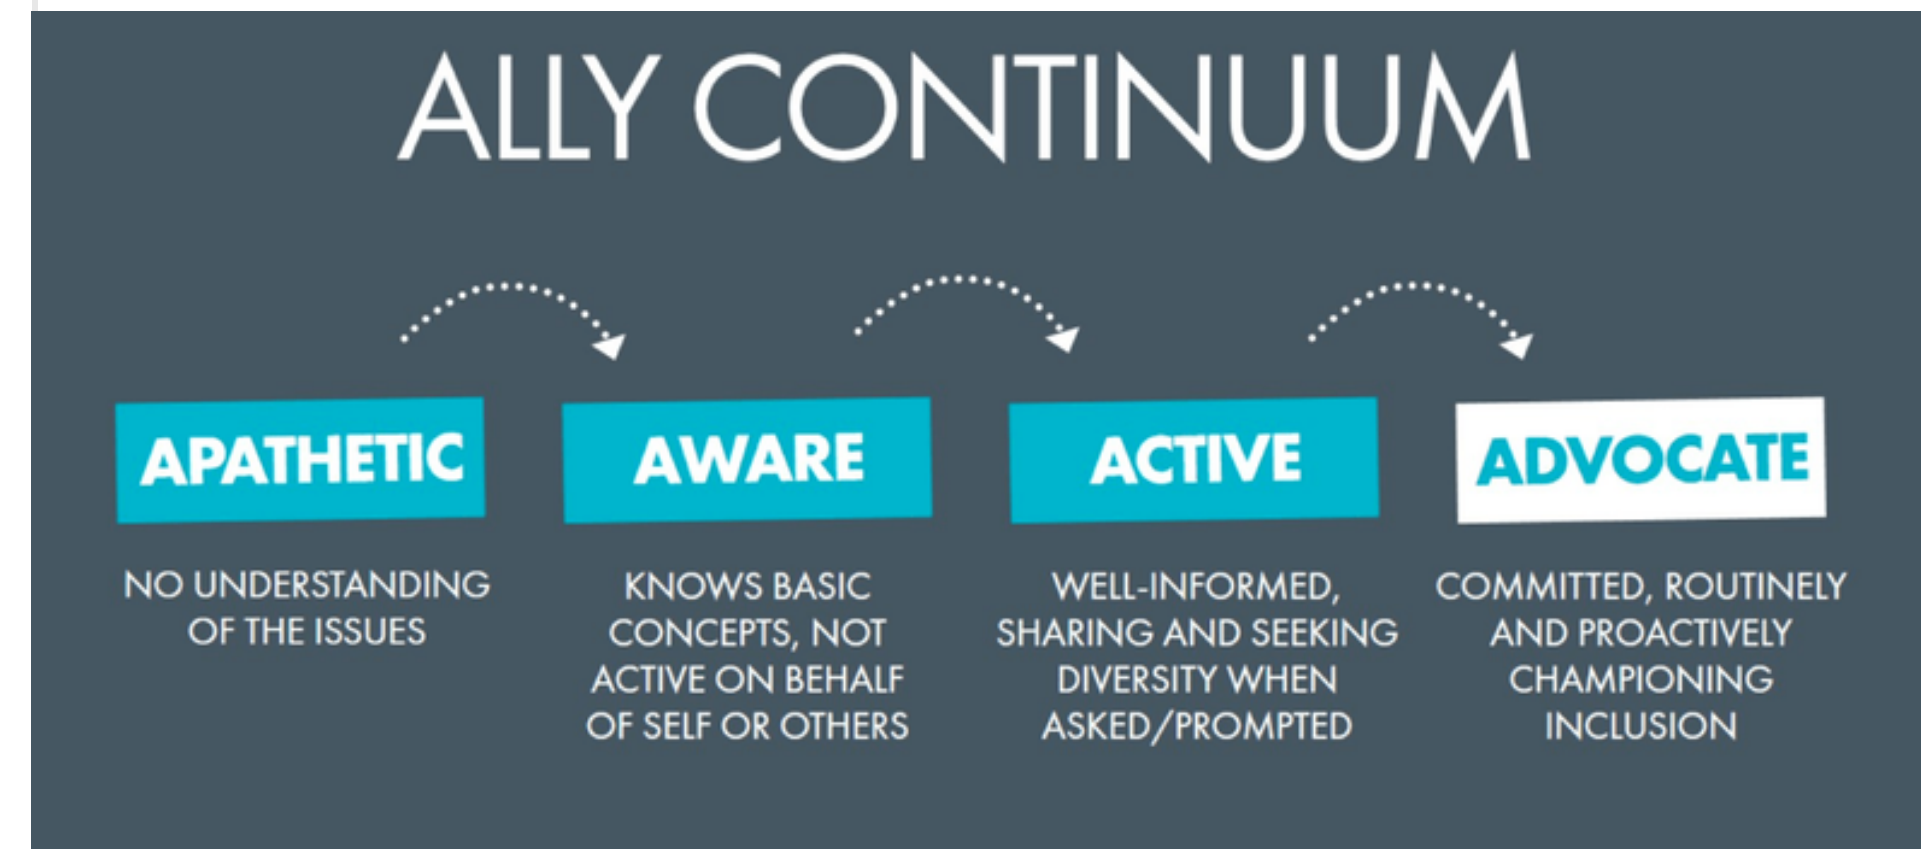 ALLY CONTINUUM
APATHETIC
NO UNDERSTANDING
OF THE ISSUES
AWARE
KNOWS BASIC
CONCEPTS, NOT
ACTIVE ON BEHALF
OF SELF OR OTHERS
ACTIVE
WELL-INFORMED,
SHARING AND SEEKING
DIVERSITY WHEN
ASKED/PROMPTED
ADVOCATE
COMMITTED, ROUTINELY
AND PROACTIVELY
CHAMPIONING
INCLUSION